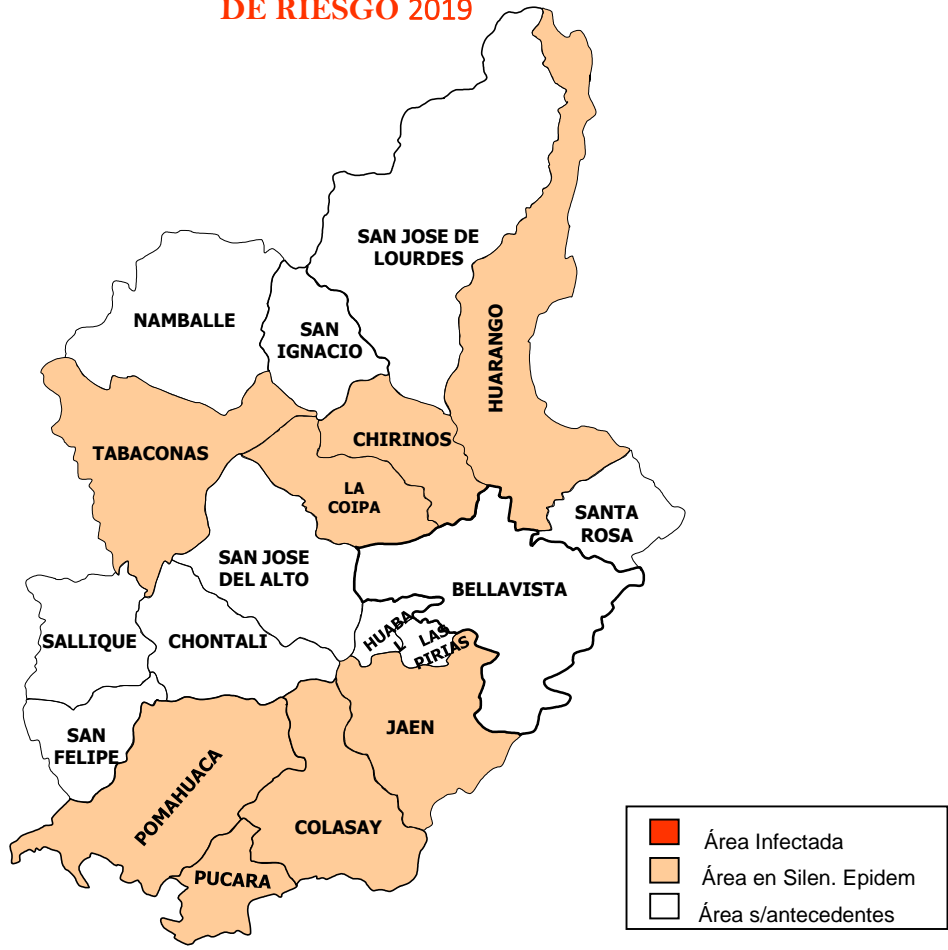 DE RIESGO 2019
SAN JOSE DE
LOURDES
NAMBALLE
SAN
IGNACIO
HUARANGO
CHIRINOS
TABACONAS
LA
COIPA
SANTA
ROSA
SAN JOSE
DEL ALTO
BELLAVISTA
SALLIQUE
CHONTALI
HUABA
L
LAS
PIRIAS
SAN
FELIPE
JAEN
POMAHUACA
COLASAY
PUCARA
Área Infectada
Área en Silen. Epidem
Área s/antecedentes